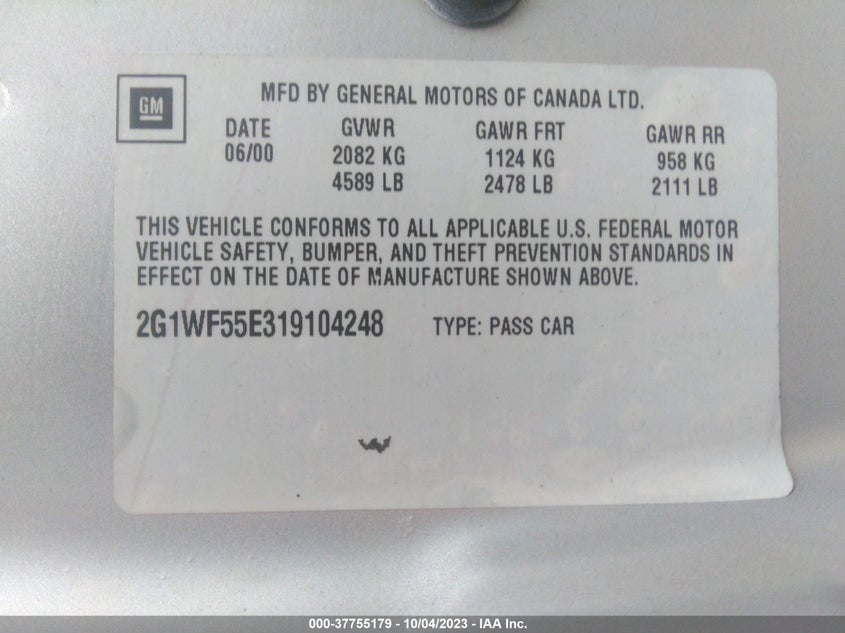 GM
MFD BY GENERAL MOTORS OF CANADA LTD.
DATE GVWR GAWR FRT GAWR RR
06/00 2082 KG 1124 KG 958 KG
4589 LB 2478 LB 2111 LB
THIS VEHICLE CONFORMS TO ALL APPLICABLE U.S. FEDERAL MOTOR
VEHICLE SAFETY, BUMPER, AND THEFT PREVENTION STANDARDS IN
EFFECT ON THE DATE OF MANUFACTURE SHOWN ABOVE.
2G1WF55E319104248 TYPE: PASS CAR
000-37755179 - 10/04/2023 - IAA Inc.